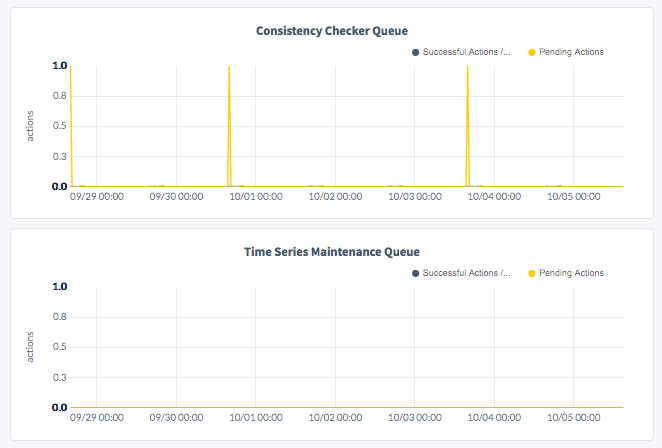 Consistency Checker Queue
Successful Actions /... Pending Actions
1.0
0.8
0.5
0.3
0.0
actions
09/29 00:00 09/30 00:00 10/01 00:00 10/02 00:00 10/03 00:00 10/04 00:00 10/05 00:00
Time Series Maintenance Queue
Successful Actions /... Pending Actions
1.0
0.8
0.5
0.3
0.0
actions
09/29 00:00 09/30 00:00 10/01 00:00 10/02 00:00 10/03 00:00 10/04 00:00 10/05 00:00